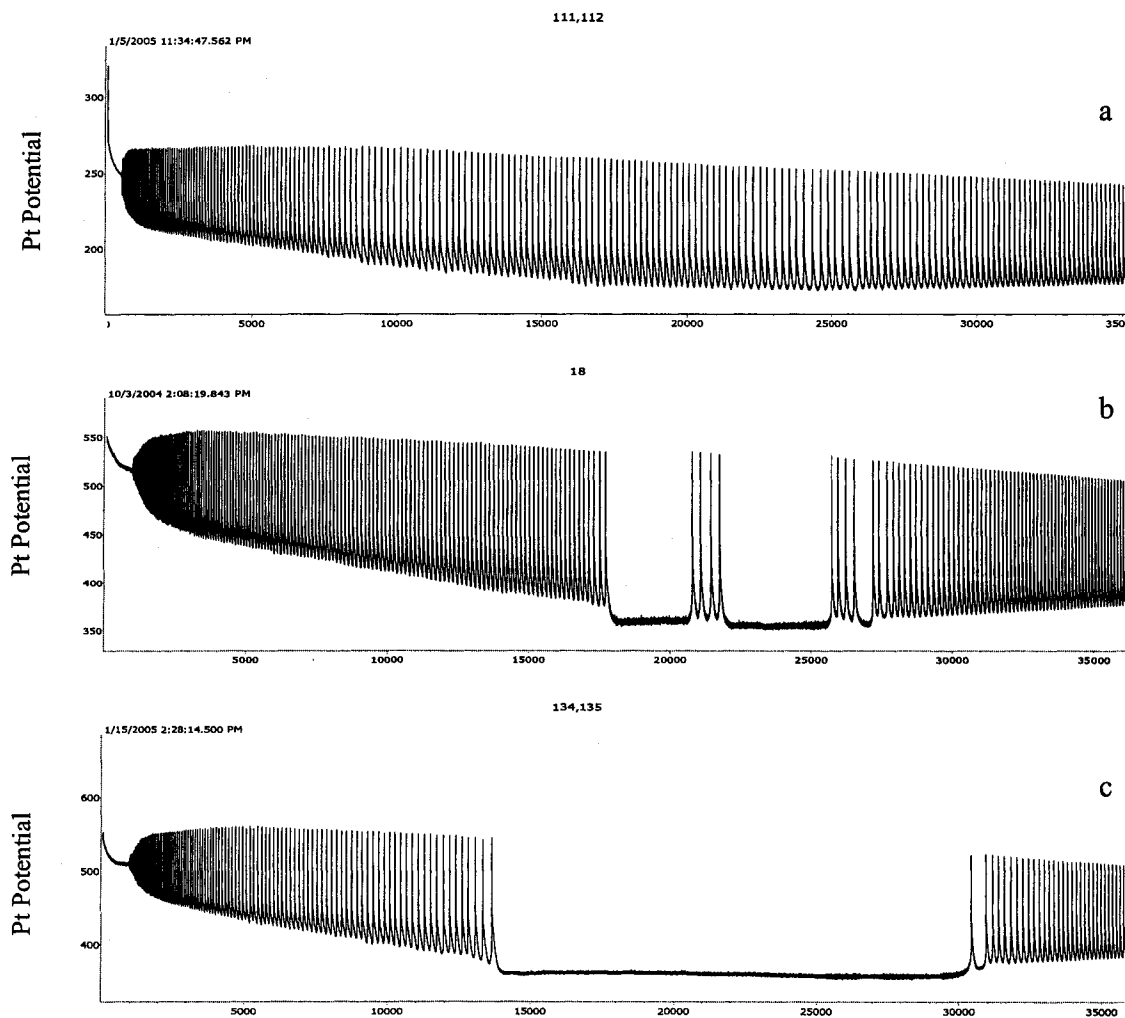 111,112
1/5/2005 11:34:47.562 PM
a
Pt Potential
300
250
200
5000 10000 15000 20000 25000 30000 3500
18
10/3/2004 2:08:19.843 PM
b
Pt Potential
550
500
450
400
350
5000 10000 15000 20000 25000 30000 35000
134,135
1/15/2005 2:28:14.500 PM
c
Pt Potential
600
500
400
5000 10000 15000 20000 25000 30000 35000